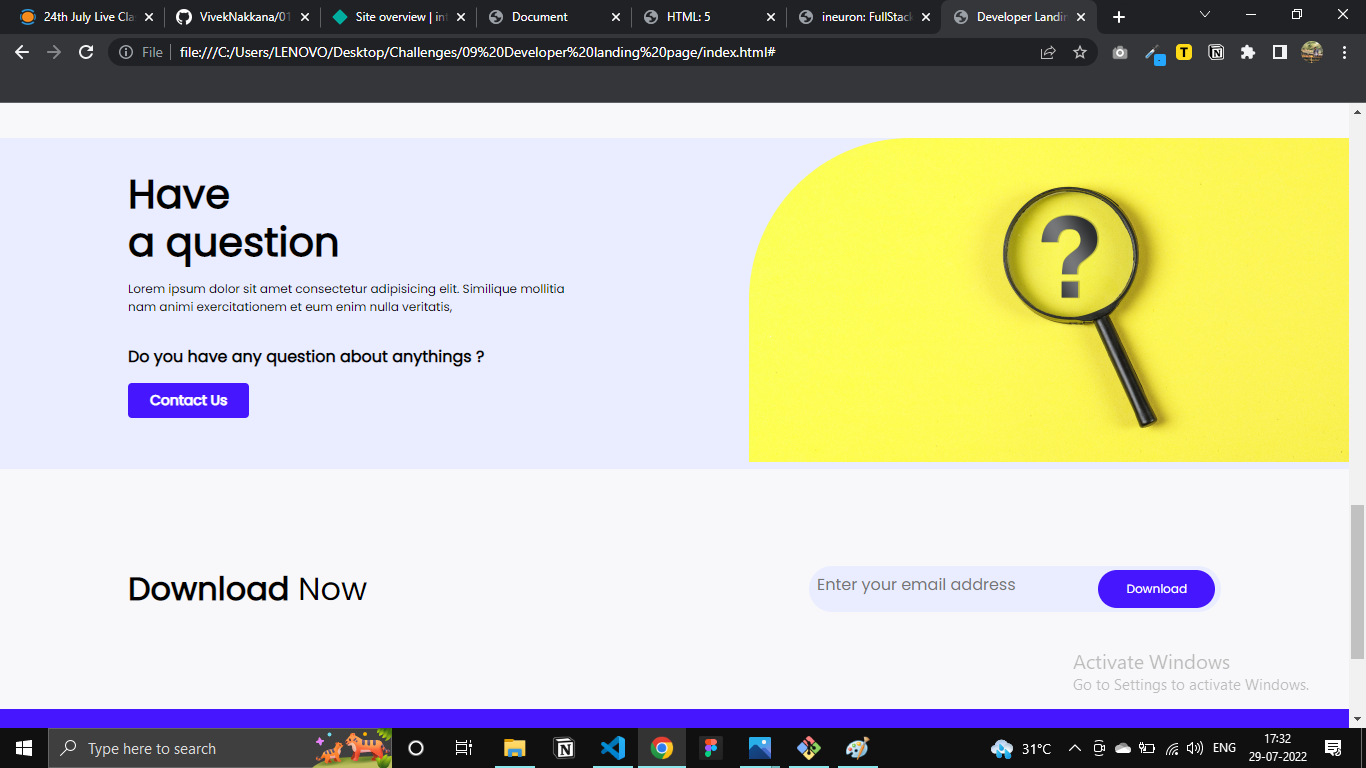 24th July Live Cla
VivekNakkana/01
Site overview | in
Document
HTML: 5
ineuron: FullStac
Developer Landin
File
file:///C:/Users/LENOVO/Desktop/Challenges/09%20Developer%20landing%20page/index.html#
T
Have
a question
?
Lorem ipsum dolor sit amet consectetur adipisicing elit. Similique mollitia
nam animi exercitationem et eum enim nulla veritatis,
Do you have any question about anythings ?
Contact Us
Download Now
Enter your email address
Download
Activate Windows
Go to Settings to activate Windows.
Type here to search
31°C
ENG
17:32
29-07-2022